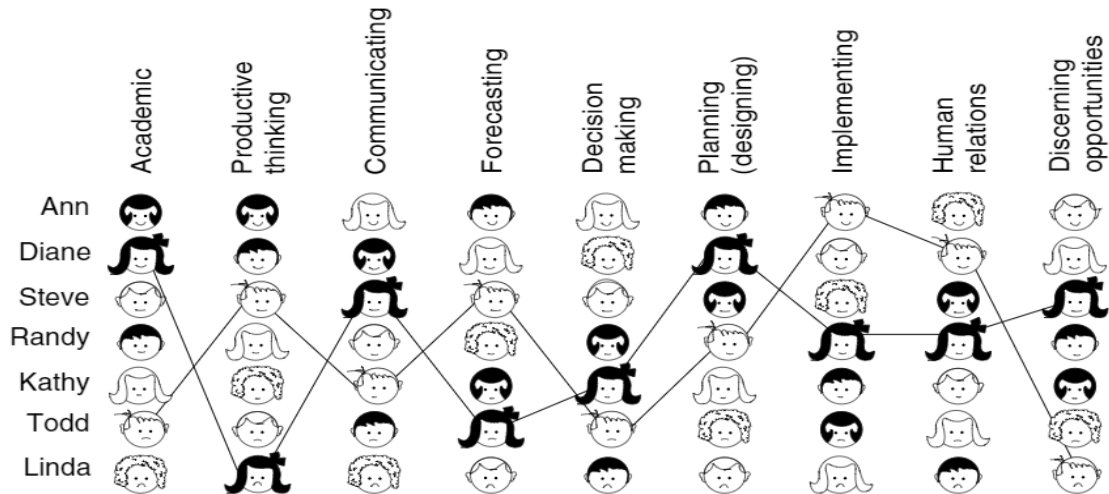 Academic
Productive
thinking
Communicating
Forecasting
Decision
making
Planning
(designing)
Implementing
Human
relations
Discerning
opportunities
Ann
Diane
Steve
Randy
Kathy
Todd
Linda